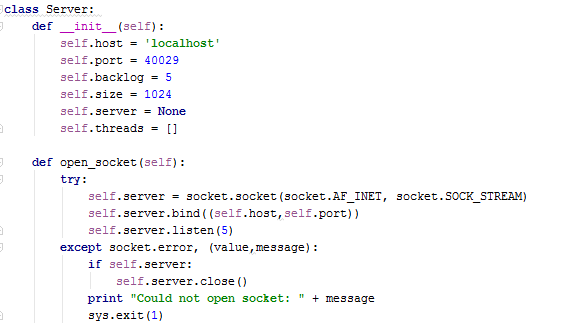 class Server:
    def __init__(self):
        self.host = 'localhost'
        self.port = 40029
        self.backlog = 5
        self.size = 1024
        self.server = None
        self.threads = []
    def open_socket(self):
        try:
            self.server = socket.socket(socket.AF_INET, socket.SOCK_STREAM)
            self.server.bind((self.host,self.port))
            self.server.listen(5)
        except socket.error, (value,message):
            if self.server:
                self.server.close()
            print "Could not open socket: " + message
            sys.exit(1)